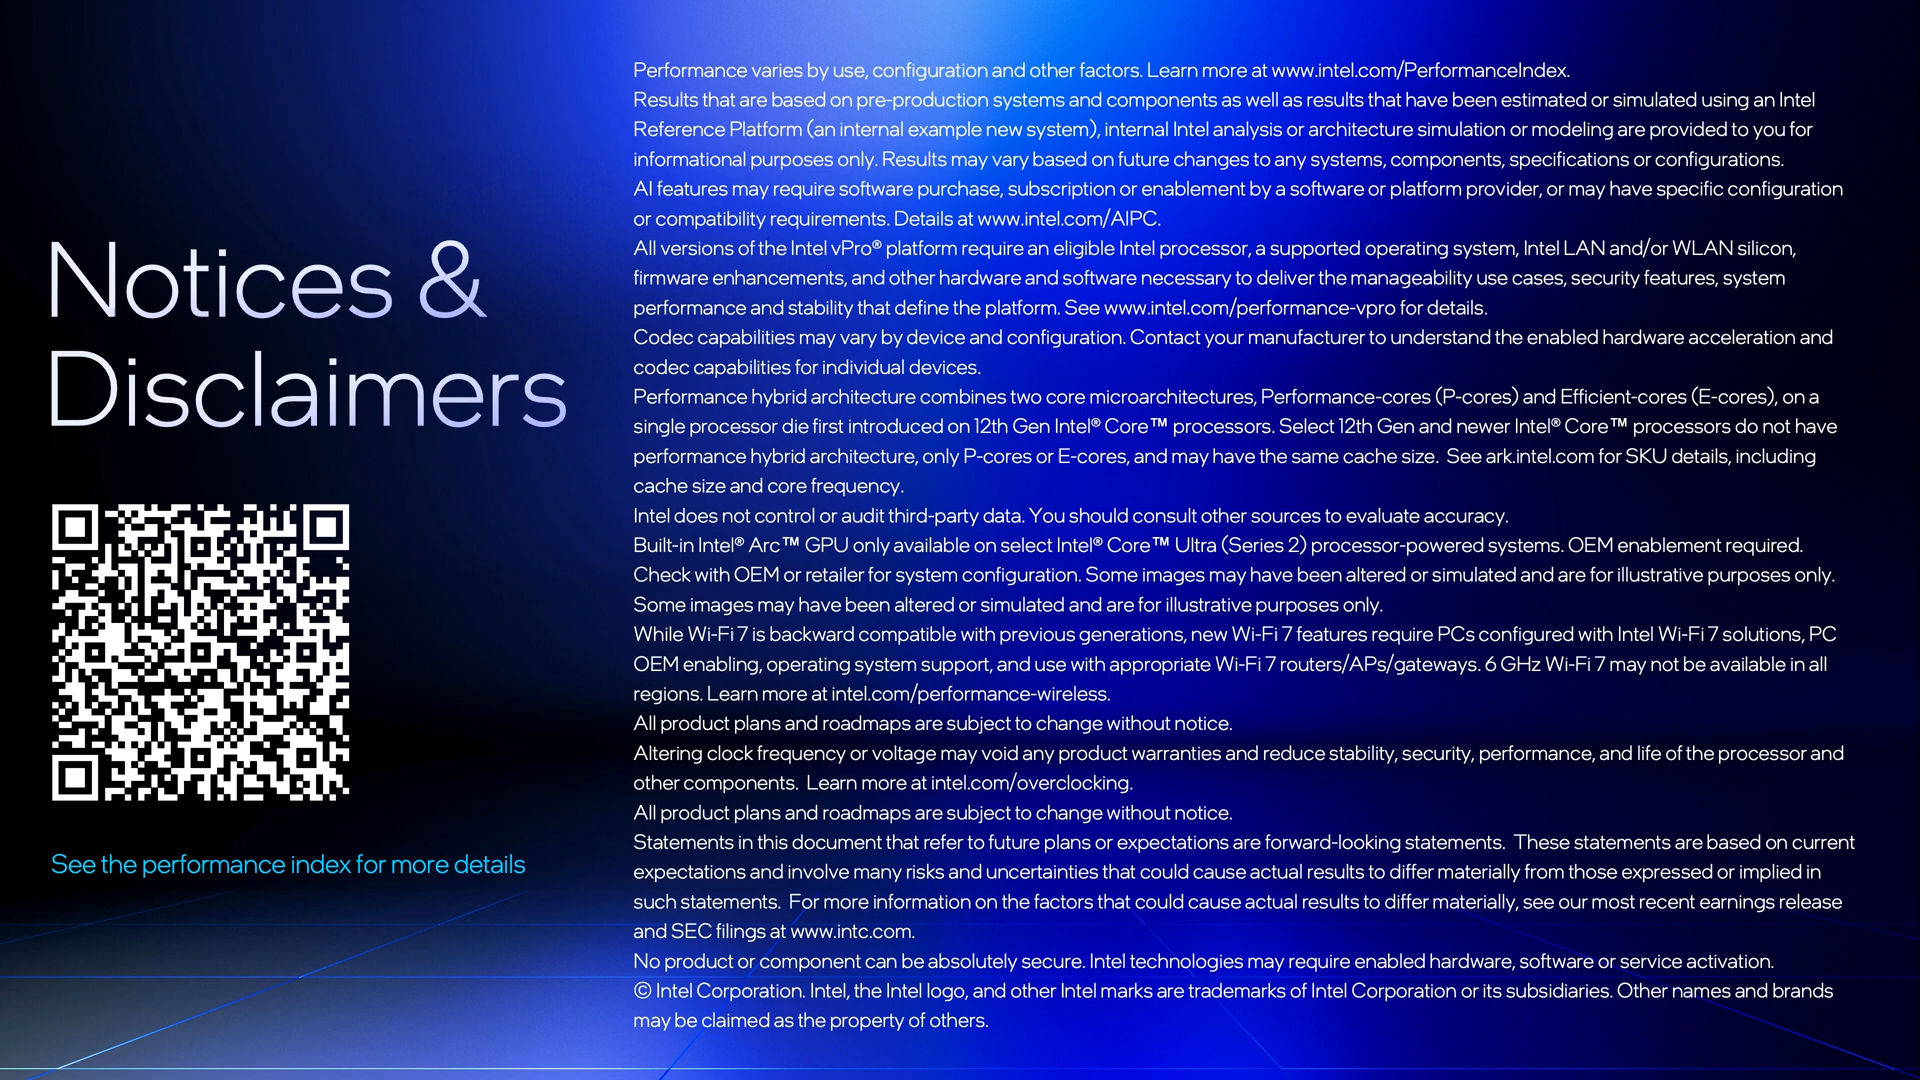 Notices &
Disclaimers
See the performance index for more details
Performance varies by use, configuration and other factors. Learn more at www.intel.com/PerformanceIndex.
Results that are based on pre-production systems and components as well as results that have been estimated or simulated using an Intel
Reference Platform (an internal example new system), internal Intel analysis or architecture simulation or modeling are provided to you for
informational purposes only. Results may vary based on future changes to any systems, components, specifications or configurations.
AI features may require software purchase, subscription or enablement by a software or platform provider, or may have specific configuration
or compatibility requirements. Details at www.intel.com/AIPC.
All versions of the Intel vPro® platform require an eligible Intel processor, a supported operating system, Intel LAN and/or WLAN silicon,
firmware enhancements, and other hardware and software necessary to deliver the manageability use cases, security features, system
performance and stability that define the platform. See www.intel.com/performance-vpro for details.
Codec capabilities may vary by device and configuration. Contact your manufacturer to understand the enabled hardware acceleration and
codec capabilities for individual devices.
Performance hybrid architecture combines two core microarchitectures, Performance-cores (P-cores) and Efficient-cores (E-cores), on a
single processor die first introduced on 12th Gen Intel® Core™ processors. Select 12th Gen and newer Intel® Core™ processors do not have
performance hybrid architecture, only P-cores or E-cores, and may have the same cache size.  See ark.intel.com for SKU details, including
cache size and core frequency.
Intel does not control or audit third-party data. You should consult other sources to evaluate accuracy.
Built-in Intel® Arc™ GPU only available on select Intel® Core™ Ultra (Series 2) processor-powered systems. OEM enablement required.
Check with OEM or retailer for system configuration. Some images may have been altered or simulated and are for illustrative purposes only.
Some images may have been altered or simulated and are for illustrative purposes only.
While Wi-Fi 7 is backward compatible with previous generations, new Wi-Fi 7 features require PCs configured with Intel Wi-Fi 7 solutions, PC
OEM enabling, operating system support, and use with appropriate Wi-Fi 7 routers/APs/gateways. 6 GHz Wi-Fi 7 may not be available in all
regions. Learn more at intel.com/performance-wireless.
All product plans and roadmaps are subject to change without notice.
Altering clock frequency or voltage may void any product warranties and reduce stability, security, performance, and life of the processor and
other components.  Learn more at intel.com/overclocking.
All product plans and roadmaps are subject to change without notice.
Statements in this document that refer to future plans or expectations are forward-looking statements.  These statements are based on current
expectations and involve many risks and uncertainties that could cause actual results to differ materially from those expressed or implied in
such statements.  For more information on the factors that could cause actual results to differ materially, see our most recent earnings release
and SEC filings at www.intc.com.
No product or component can be absolutely secure. Intel technologies may require enabled hardware, software or service activation.
© Intel Corporation. Intel, the Intel logo, and other Intel marks are trademarks of Intel Corporation or its subsidiaries. Other names and brands
may be claimed as the property of others.